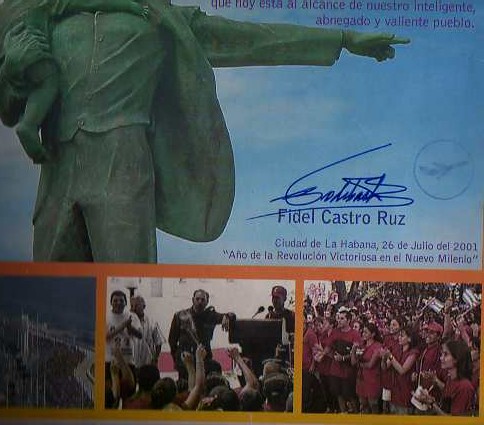 que hoy está al alcance de nuestro inteligente,
abnegado y valiente pueblo.
Fidel Castro Ruz
Ciudad de La Habana, 26 de Julio del 2001
"Año de la Revolución Victoriosa en el Nuevo Milenio"